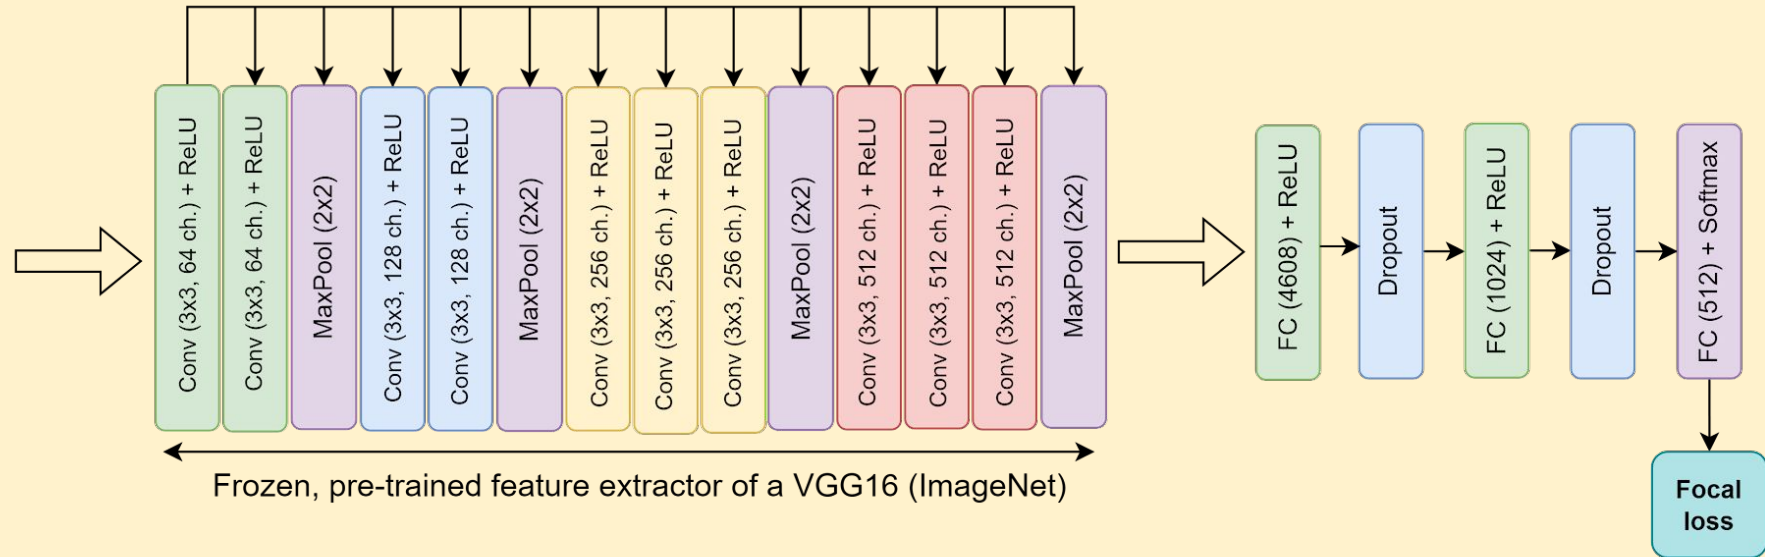 Conv (3x3, 64 ch.) + ReLU
Conv (3x3, 64 ch.) + ReLU
MaxPool (2x2)
Conv (3x3, 128 ch.) + ReLU
Conv (3x3, 128 ch.) + ReLU
MaxPool (2x2)
Conv (3x3, 256 ch.) + ReLU
Conv (3x3, 256 ch.) + ReLU
Conv (3x3, 256 ch.) + ReLU
MaxPool (2x2)
Conv (3x3, 512 ch.) + ReLU
Conv (3x3, 512 ch.) + ReLU
Conv (3x3, 512 ch.) + ReLU
MaxPool (2x2)
Frozen, pre-trained feature extractor of a VGG16 (ImageNet)
FC (4608) + ReLU
Dropout
FC (1024) + ReLU
Dropout
FC (512) + Softmax
Focal
loss